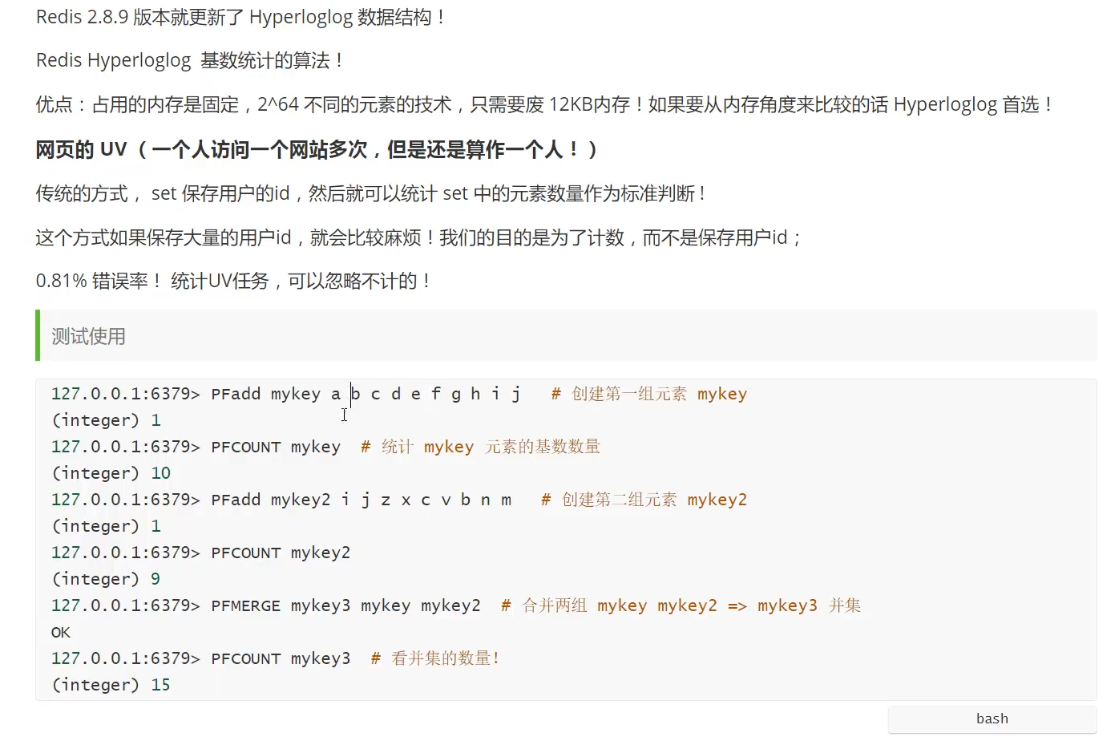 Redis 2.8.9 版本就更新了 Hyperloglog 数据结构！
Redis Hyperloglog 基数统计的算法！
优点：占用的内存是固定，2^64 不同的元素的技术，只需要废 12KB内存！如果要从内存角度来比较的话 Hyperloglog 首选！
网页的 UV （一个人访问一个网站多次，但是还是算作一个人！）
传统的方式， set 保存用户的id，然后就可以统计 set 中的元素数量作为标准判断！
这个方式如果保存大量的用户id，就会比较麻烦！我们的目的是为了计数，而不是保存用户id；
0.81% 错误率！ 统计UV任务，可以忽略不计的！
测试使用
127.0.0.1:6379> PFadd mykey a b c d e f g h i j # 创建第一组元素 mykey
(integer) 1
127.0.0.1:6379> PFCOUNT mykey # 统计 mykey 元素的基数数量
(integer) 10
127.0.0.1:6379> PFadd mykey2 i j z x c v b n m # 创建第二组元素 mykey2
(integer) 1
127.0.0.1:6379> PFCOUNT mykey2
(integer) 9
127.0.0.1:6379> PFMERGE mykey3 mykey mykey2 # 合并两组 mykey mykey2 => mykey3 并集
OK
127.0.0.1:6379> PFCOUNT mykey3 # 看并集的数量！
(integer) 15
bash